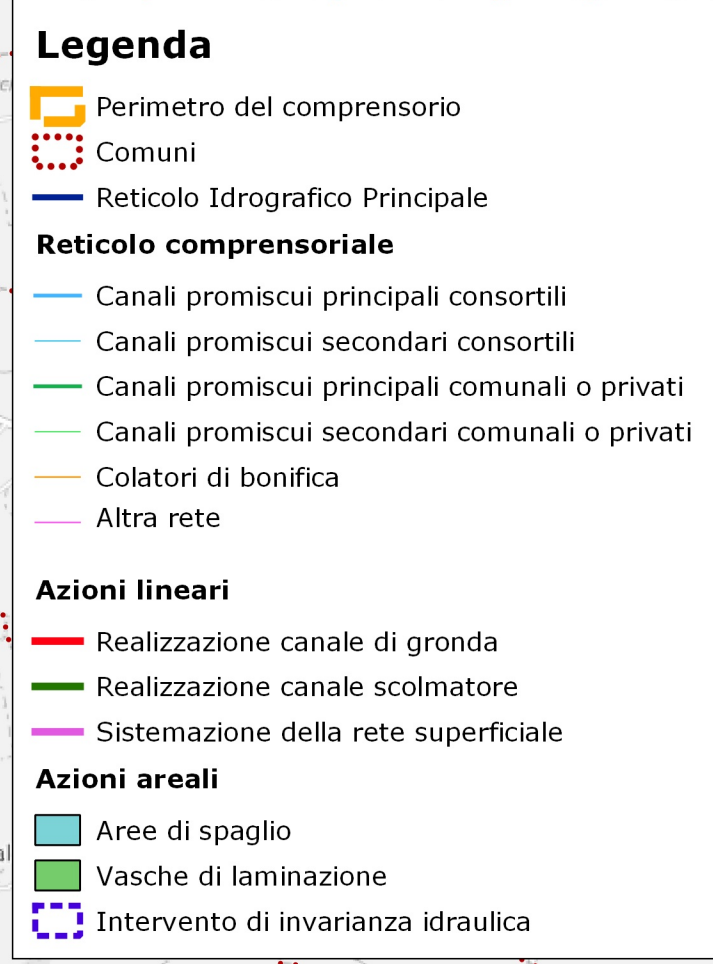 Legenda
Perimetro del comprensorio
Comuni
Reticolo Idrografico Principale
Reticolo comprensoriale
Canali promiscui principali consortili
Canali promiscui secondari consortili
Canali promiscui principali comunali o privati
Canali promiscui secondari comunali o privati
Colatori di bonifica
Altra rete
Azioni lineari
Realizzazione canale di gronda
Realizzazione canale scolmatore
Sistemazione della rete superficiale
Azioni areali
Aree di spaglio
Vasche di laminazione
Intervento di invarianza idraulica